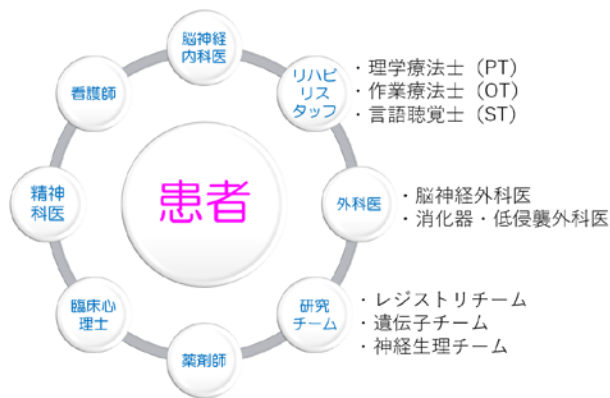 脳神経
内科医
リハビ
リス
タッフ
・理学療法士（PT）
・作業療法士（OT）
・言語聴覚士（ST）
看護師
患者
精神
科医
外科医
・脳神経外科医
・消化器・低侵襲外科医
臨床心
理士
研究
チーム
・レジストリチーム
・遺伝子チーム
・神経生理チーム
薬剤師